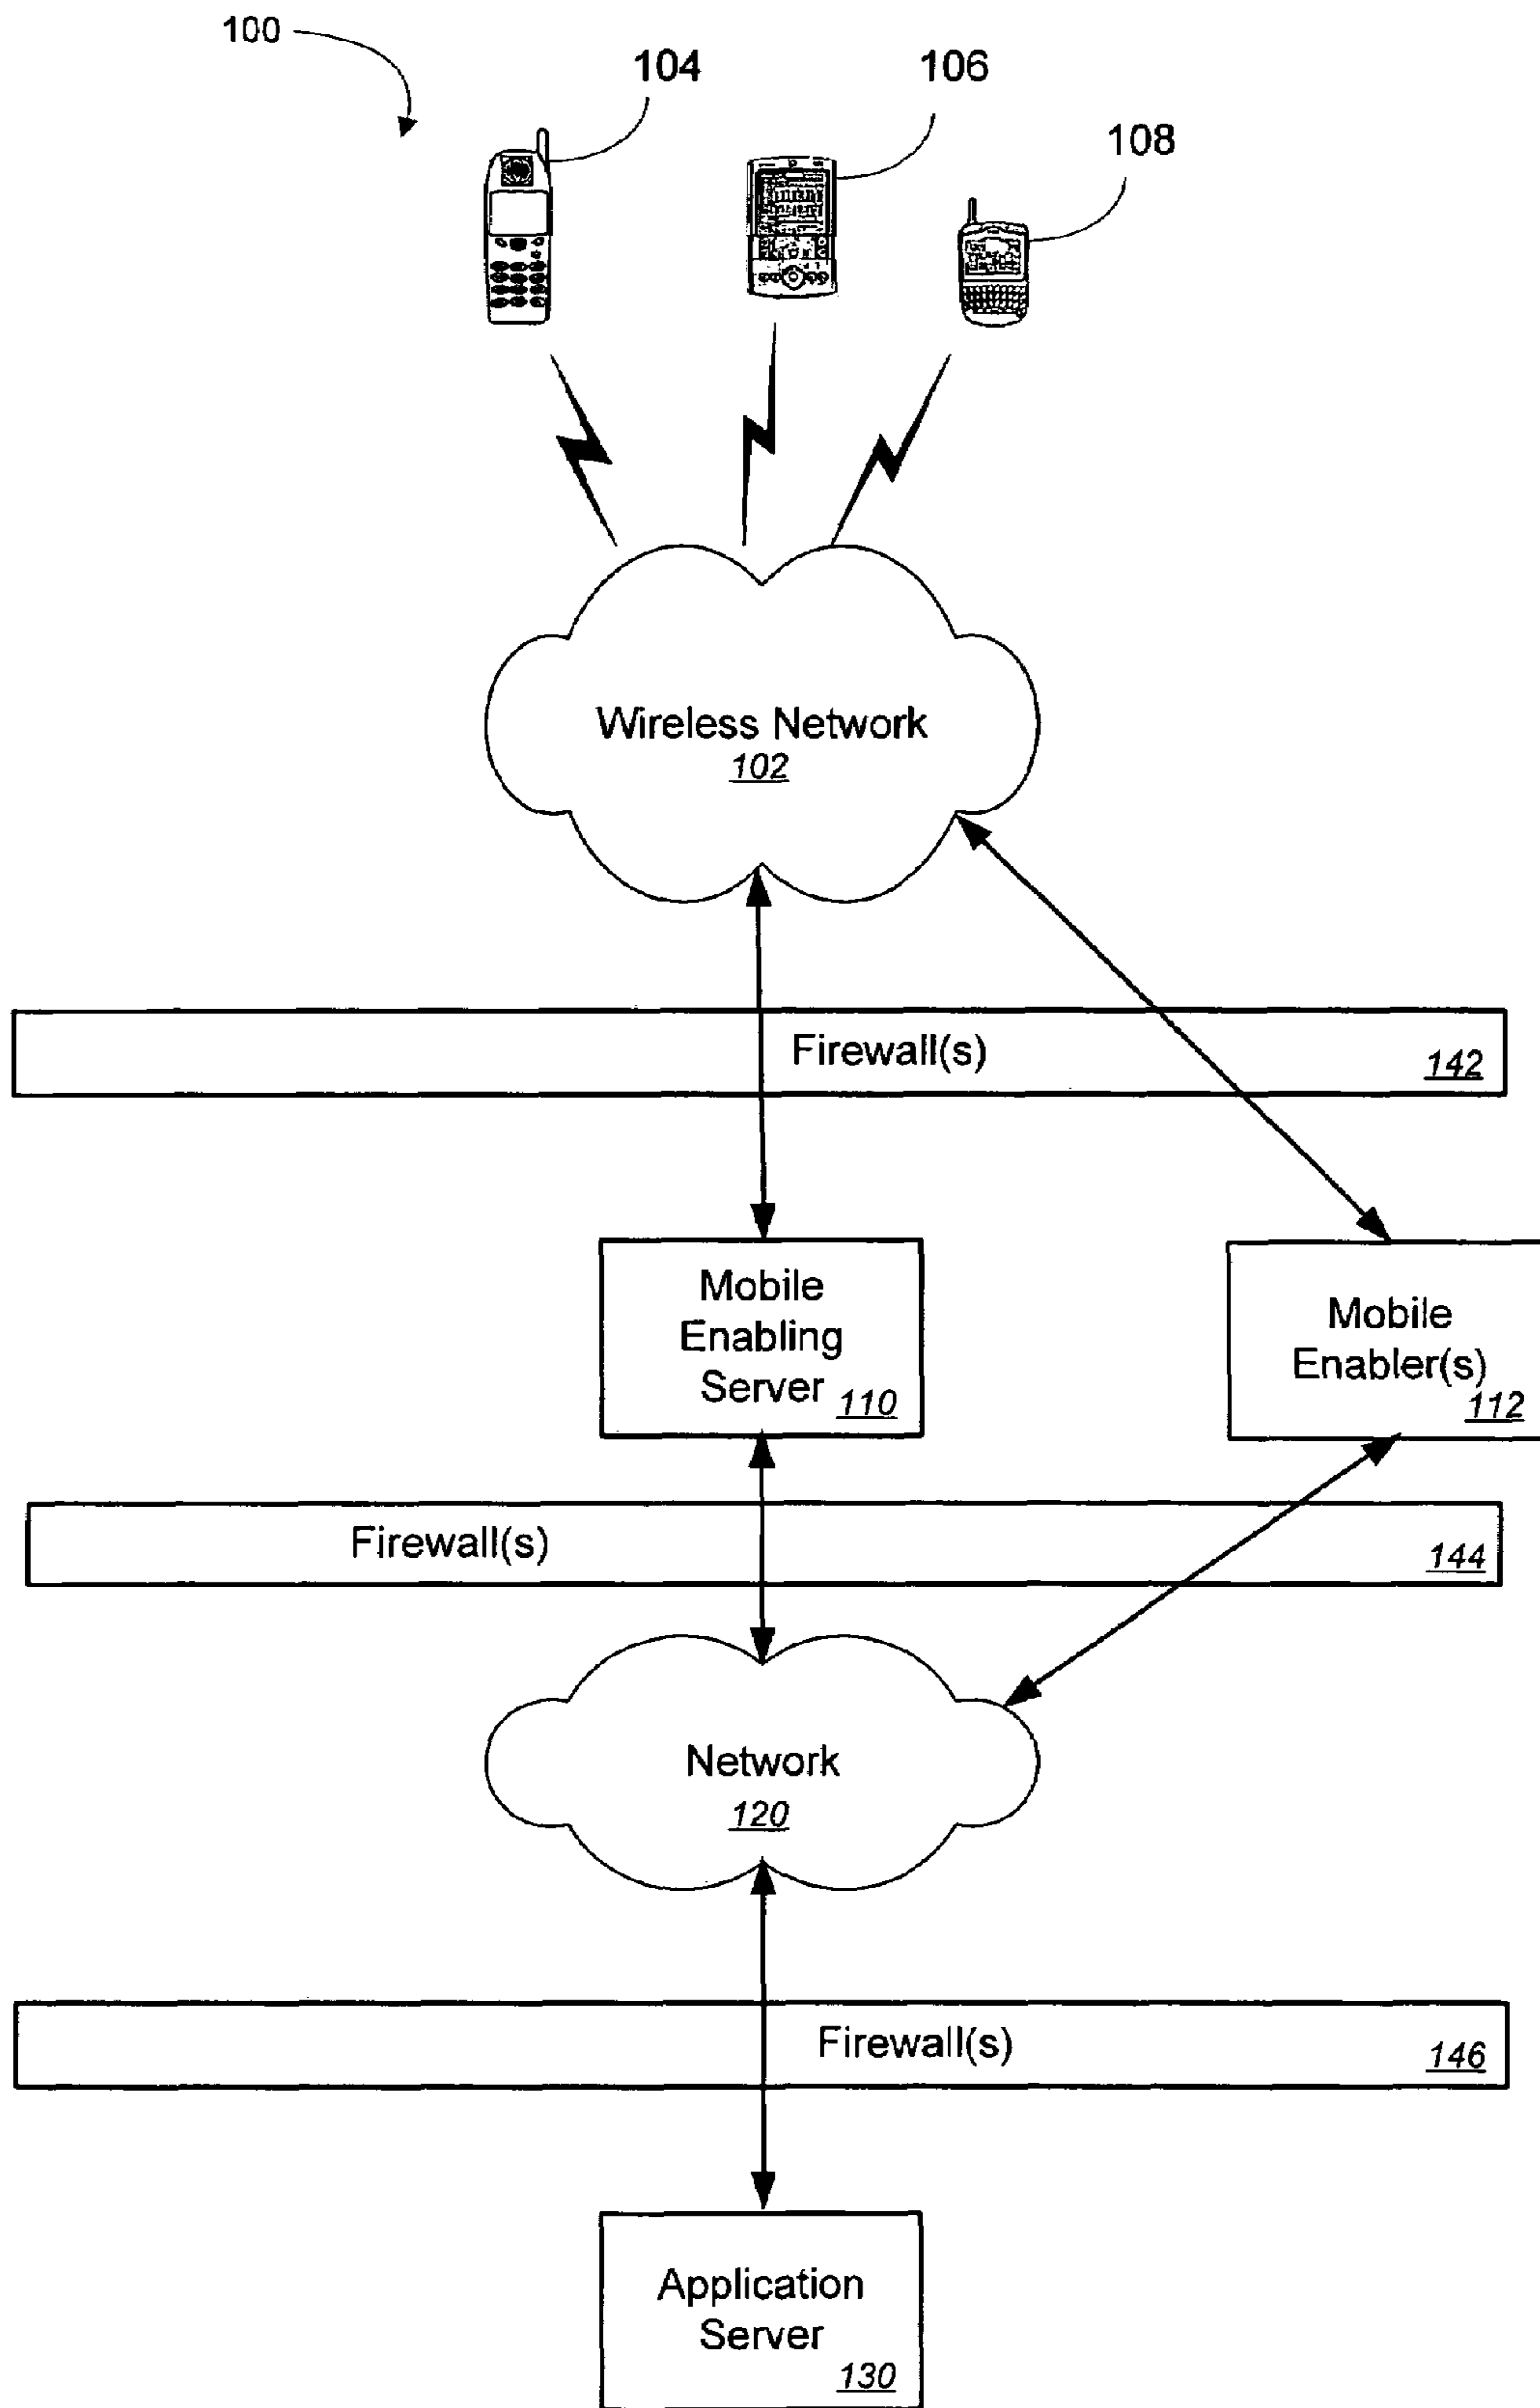 100
104
106
108
Wireless Network
102
Firewall(s)
142
Mobile
Enabling
Server 110
Mobile
Enabler(s)
112
Firewall(s)
144
Network
120
Firewall(s)
146
Application
Server
130